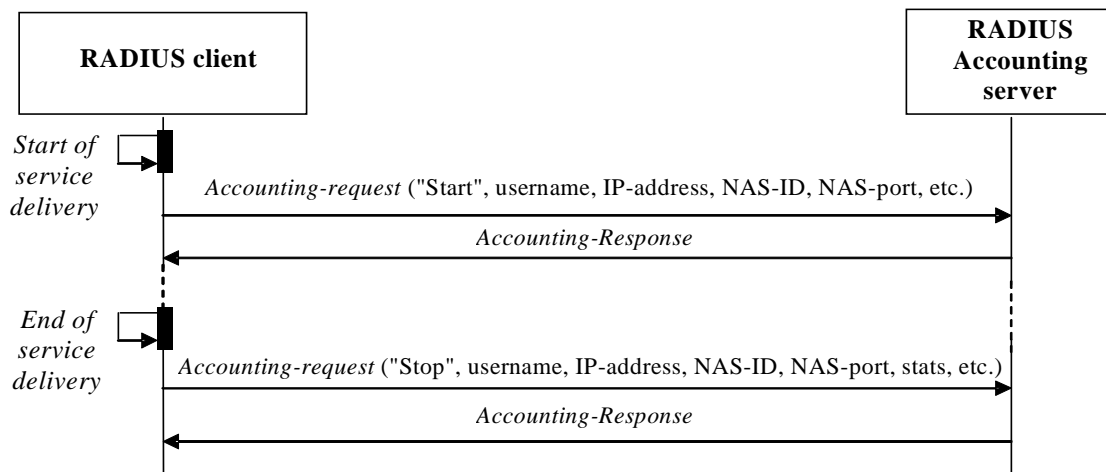 RADIUS client
RADIUS
Accounting
server
Start of
service
delivery
Accounting-request ("Start", username, IP-address, NAS-ID, NAS-port, etc.)
Accounting-Response
End of
service
delivery
Accounting-request ("Stop", username, IP-address, NAS-ID, NAS-port, stats, etc.)
Accounting-Response